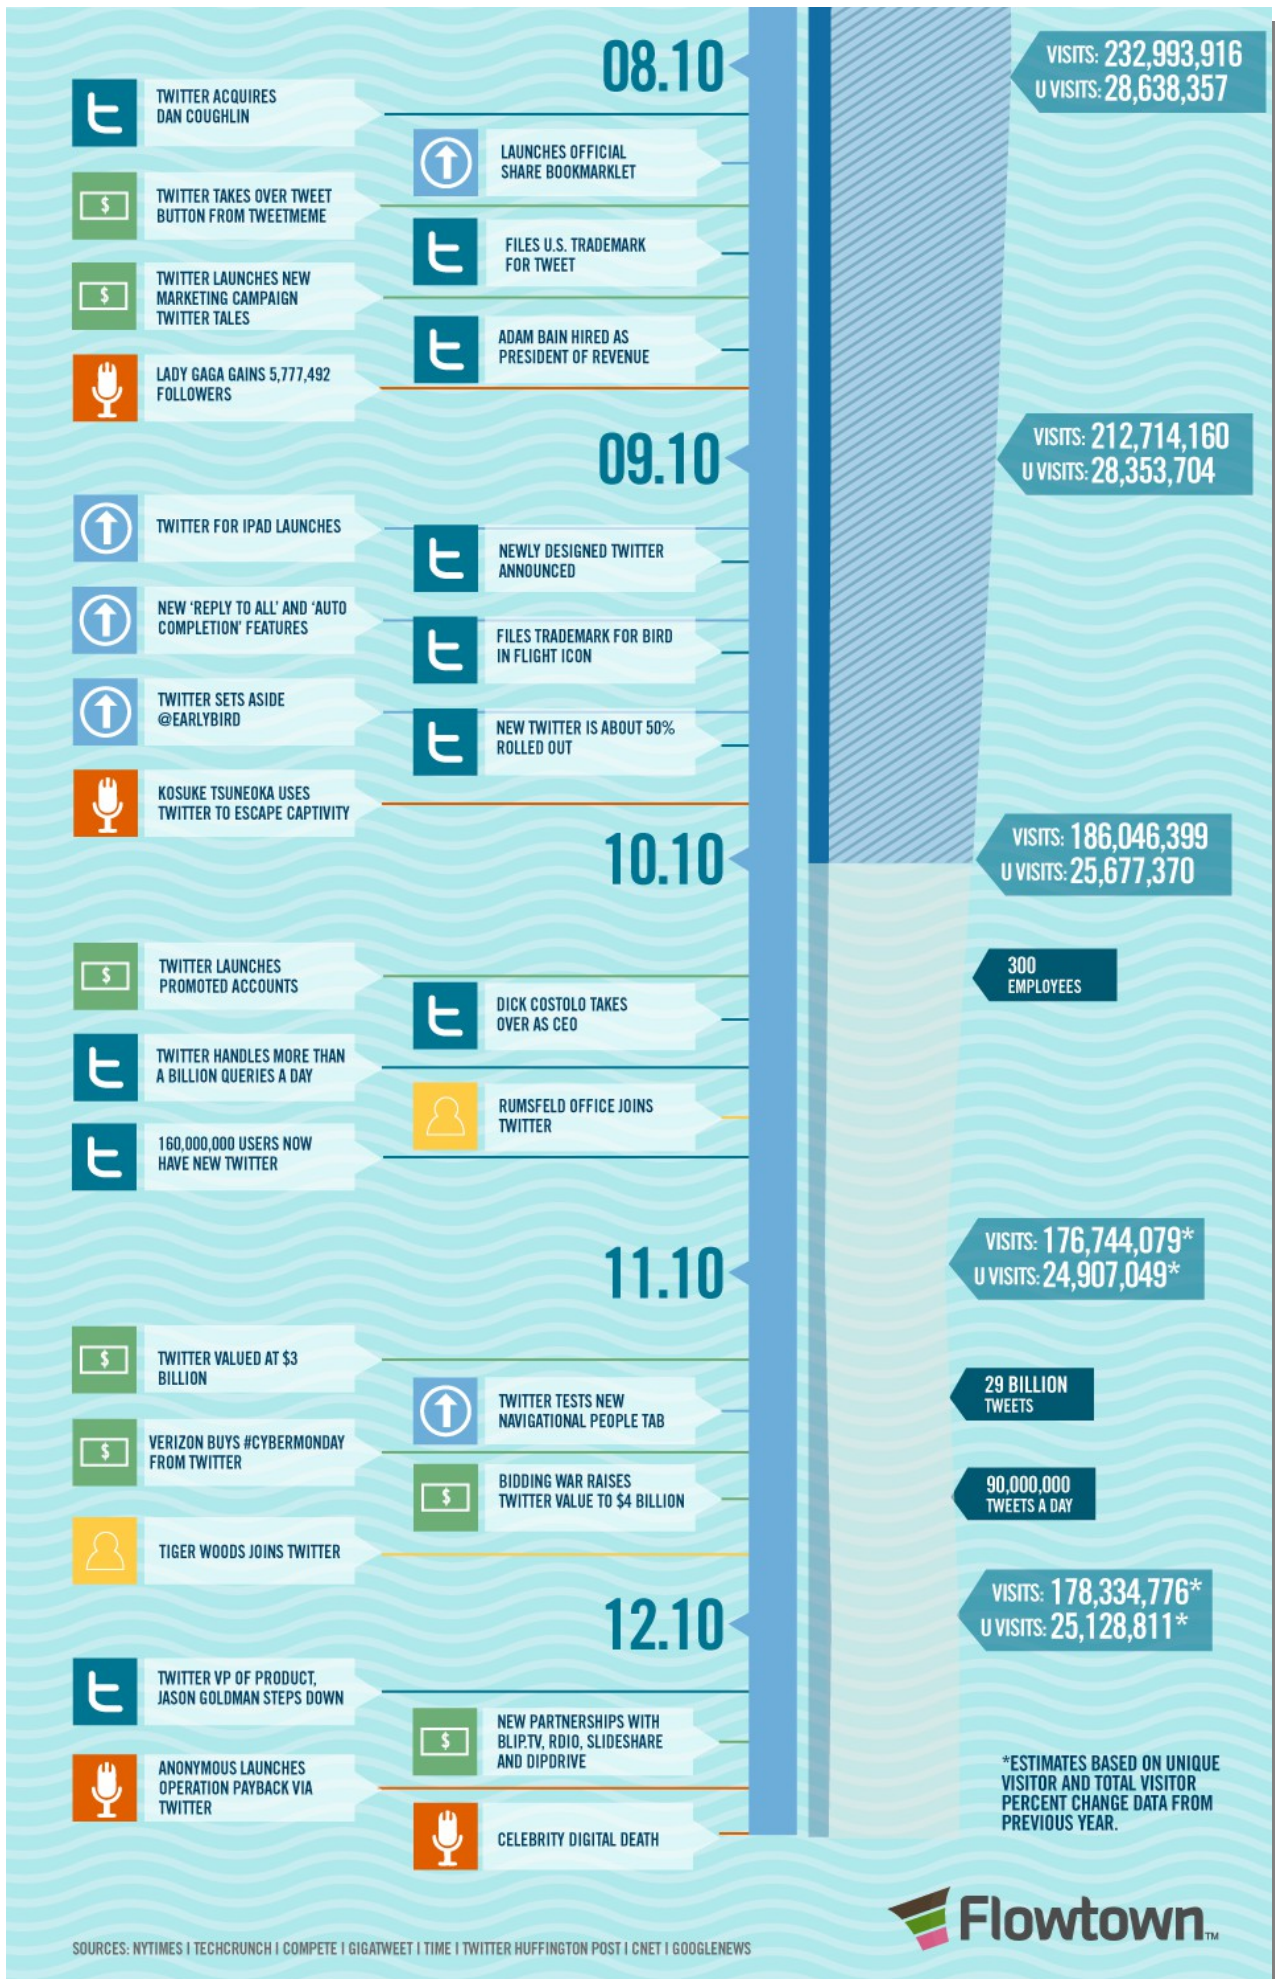 08.10
VISITS: 232,993,916
U VISITS: 28,638,357
TWITTER ACQUIRES
DAN COUGHLIN
LAUNCHES OFFICIAL
SHARE BOOKMARKLET
TWITTER TAKES OVER TWEET
BUTTON FROM TWEETMEME
FILES U.S. TRADEMARK
FOR TWEET
TWITTER LAUNCHES NEW
MARKETING CAMPAIGN
TWITTER TALES
ADAM BAIN HIRED AS
PRESIDENT OF REVENUE
LADY GAGA GAINS 5,777,492
FOLLOWERS
09.10
VISITS: 212,714,160
U VISITS: 28,353,704
TWITTER FOR IPAD LAUNCHES
NEWLY DESIGNED TWITTER
ANNOUNCED
NEW 'REPLY TO ALL' AND 'AUTO
COMPLETION' FEATURES
FILES TRADEMARK FOR BIRD
IN FLIGHT ICON
TWITTER SETS ASIDE
@EARLYBIRD
NEW TWITTER IS ABOUT 50%
ROLLED OUT
KOSUKE TSUNEOKA USES
TWITTER TO ESCAPE CAPTIVITY
10.10
VISITS: 186,046,399
U VISITS: 25,677,370
TWITTER LAUNCHES
PROMOTED ACCOUNTS
300
EMPLOYEES
DICK COSTOLO TAKES
OVER AS CEO
TWITTER HANDLES MORE THAN
A BILLION QUERIES A DAY
RUMSFELD OFFICE JOINS
TWITTER
160,000,000 USERS NOW
HAVE NEW TWITTER
11.10
VISITS: 176,744,079*
U VISITS: 24,907,049*
TWITTER VALUED AT $3
BILLION
29 BILLION
TWEETS
TWITTER TESTS NEW
NAVIGATIONAL PEOPLE TAB
VERIZON BUYS #CYBERMONDAY
FROM TWITTER
BIDDING WAR RAISES
TWITTER VALUE TO $4 BILLION
90,000,000
TWEETS A DAY
TIGER WOODS JOINS TWITTER
12.10
VISITS: 178,334,776*
U VISITS: 25,128,811*
TWITTER VP OF PRODUCT,
JASON GOLDMAN STEPS DOWN
NEW PARTNERSHIPS WITH
BLIP.TV, RDIO, SLIDESHARE
AND DIPDRIVE
ANONYMOUS LAUNCHES
OPERATION PAYBACK VIA
TWITTER
CELEBRITY DIGITAL DEATH
*ESTIMATES BASED ON UNIQUE
VISITOR AND TOTAL VISITOR
PERCENT CHANGE DATA FROM
PREVIOUS YEAR.
Flowtown™
SOURCES: NYTIMES I TECHCRUNCH I COMPETE I GIGATWEET I TIME I TWITTER HUFFINGTON POST I CNET I GOOGLENEWS